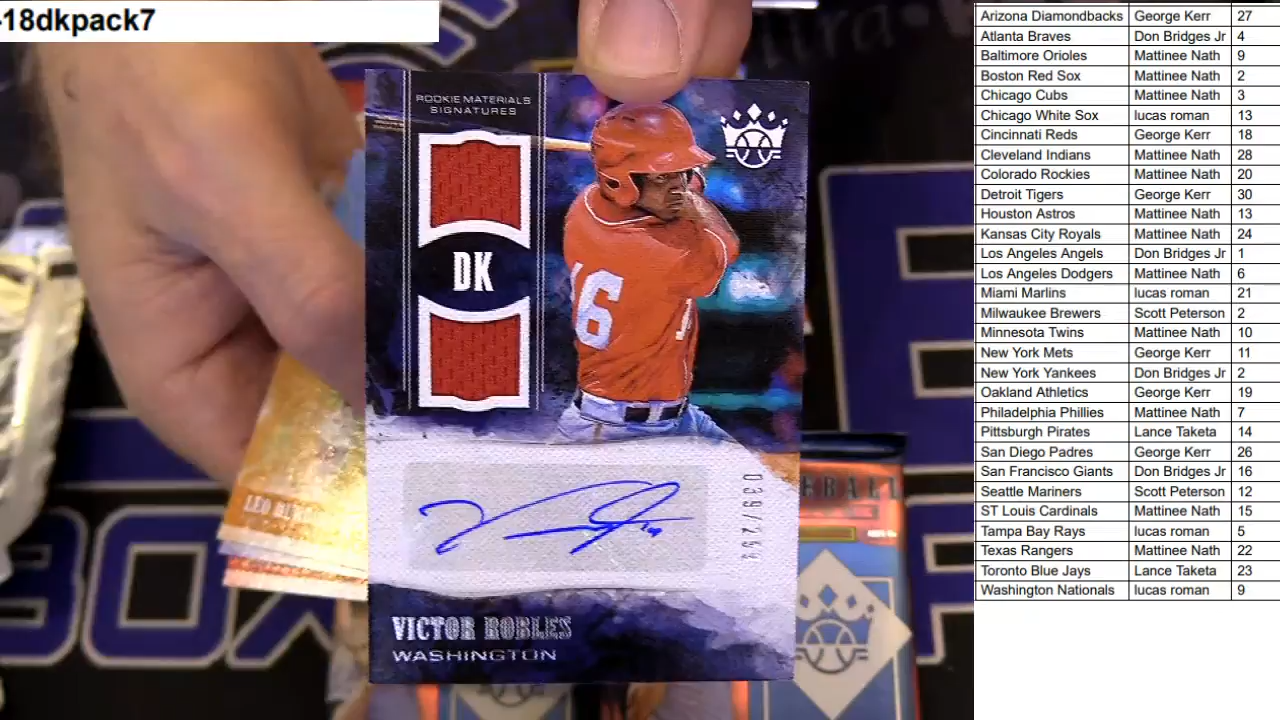 -18dkpack7
ROOKIE MATERIALS
SIGNATURES
DK
16
039/25
LEO
VICTOR ROBLES
WASHINGTON
EBALL
BOX
Arizona Diamondbacks George Kerr 27
Atlanta Braves Don Bridges Jr 4
Baltimore Orioles Mattinee Nath 9
Boston Red Sox Mattinee Nath 2
Chicago Cubs Mattinee Nath 3
Chicago White Sox lucas roman 13
Cincinnati Reds George Kerr 18
Cleveland Indians Mattinee Nath 28
Colorado Rockies Mattinee Nath 20
Detroit Tigers George Kerr 30
Houston Astros Mattinee Nath 13
Kansas City Royals Mattinee Nath 24
Los Angeles Angels Don Bridges Jr 1
Los Angeles Dodgers Mattinee Nath 6
Miami Marlins lucas roman 21
Milwaukee Brewers Scott Peterson 2
Minnesota Twins Mattinee Nath 10
New York Mets George Kerr 11
New York Yankees Don Bridges Jr 2
Oakland Athletics George Kerr 19
Philadelphia Phillies Mattinee Nath 7
Pittsburgh Pirates Lance Taketa 14
San Diego Padres George Kerr 26
San Francisco Giants Don Bridges Jr 16
Seattle Mariners Scott Peterson 12
ST Louis Cardinals Mattinee Nath 15
Tampa Bay Rays lucas roman 5
Texas Rangers Mattinee Nath 22
Toronto Blue Jays Lance Taketa 23
Washington Nationals lucas roman 9